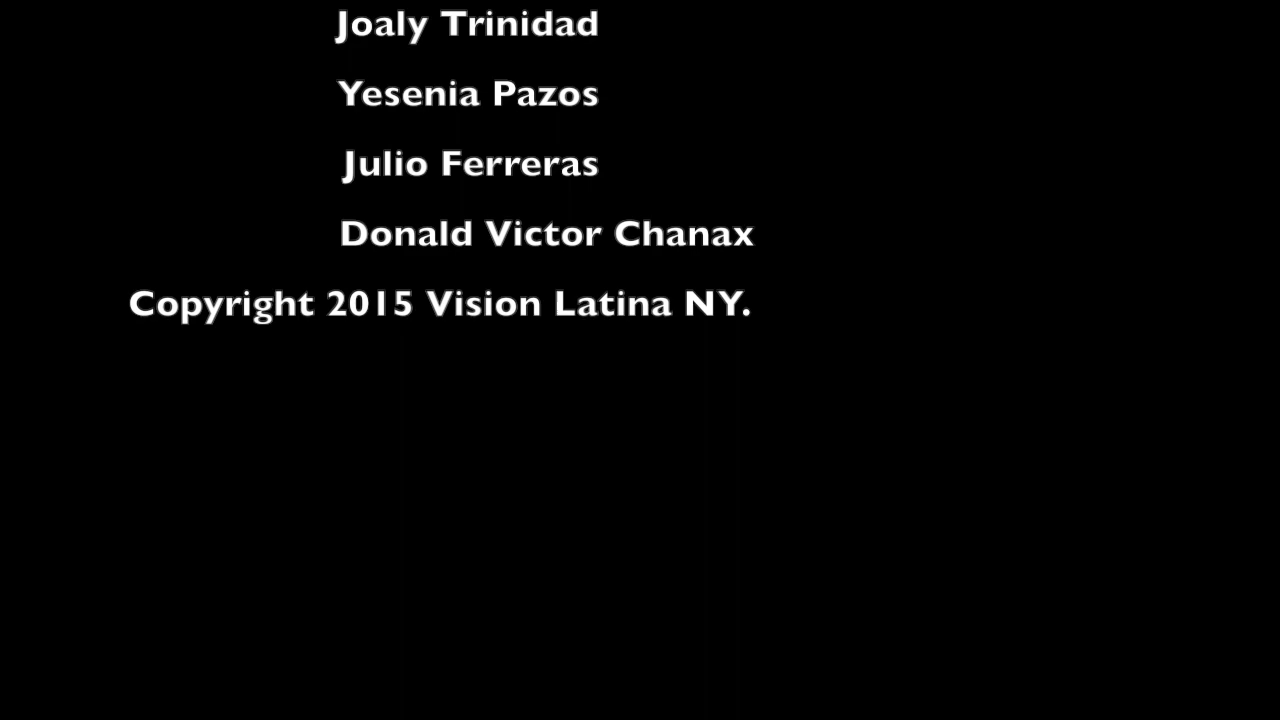 Joaly Trinidad
Yesenia Pazos
Julio Ferreras
Donald Victor Chanax
Copyright 2015 Vision Latina NY.